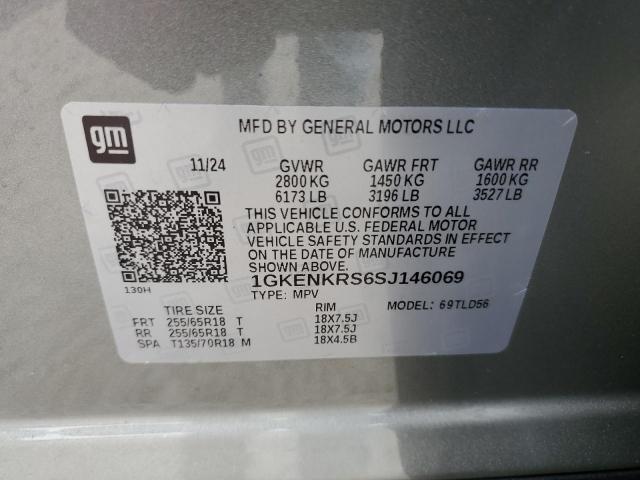 gm
MFD BY GENERAL MOTORS LLC
11/24 GVWR GAWR FRT GAWR RR
2800 KG 1450 KG 1600 KG
6173 LB 3196 LB 3527 LB
THIS VEHICLE CONFORMS TO ALL
APPLICABLE U.S. FEDERAL MOTOR
VEHICLE SAFETY STANDARDS IN EFFECT
ON THE DATE OF MANUFACTURE
SHOWN ABOVE.
130H
1GKENKRS6SJ146069
TYPE: MPV MODEL: 69TLD56
TIRE SIZE RIM
FRT 255/65R18 T 18X7.5J
RR 255/65R18 T 18X7.5J
SPA T135/70R18 M 18X4.5B